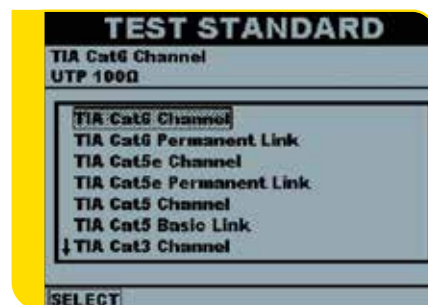 TEST STANDARD
TIA Cat6 Channel
UTP 100Ω
TIA Cat6 Channel
TIA Cat6 Permanent Link
TIA Cat5e Channel
TIA Cat5e Permanent Link
TIA Cat5 Channel
TIA Cat5 Basic Link
↓TIA Cat3 Channel
SELECT